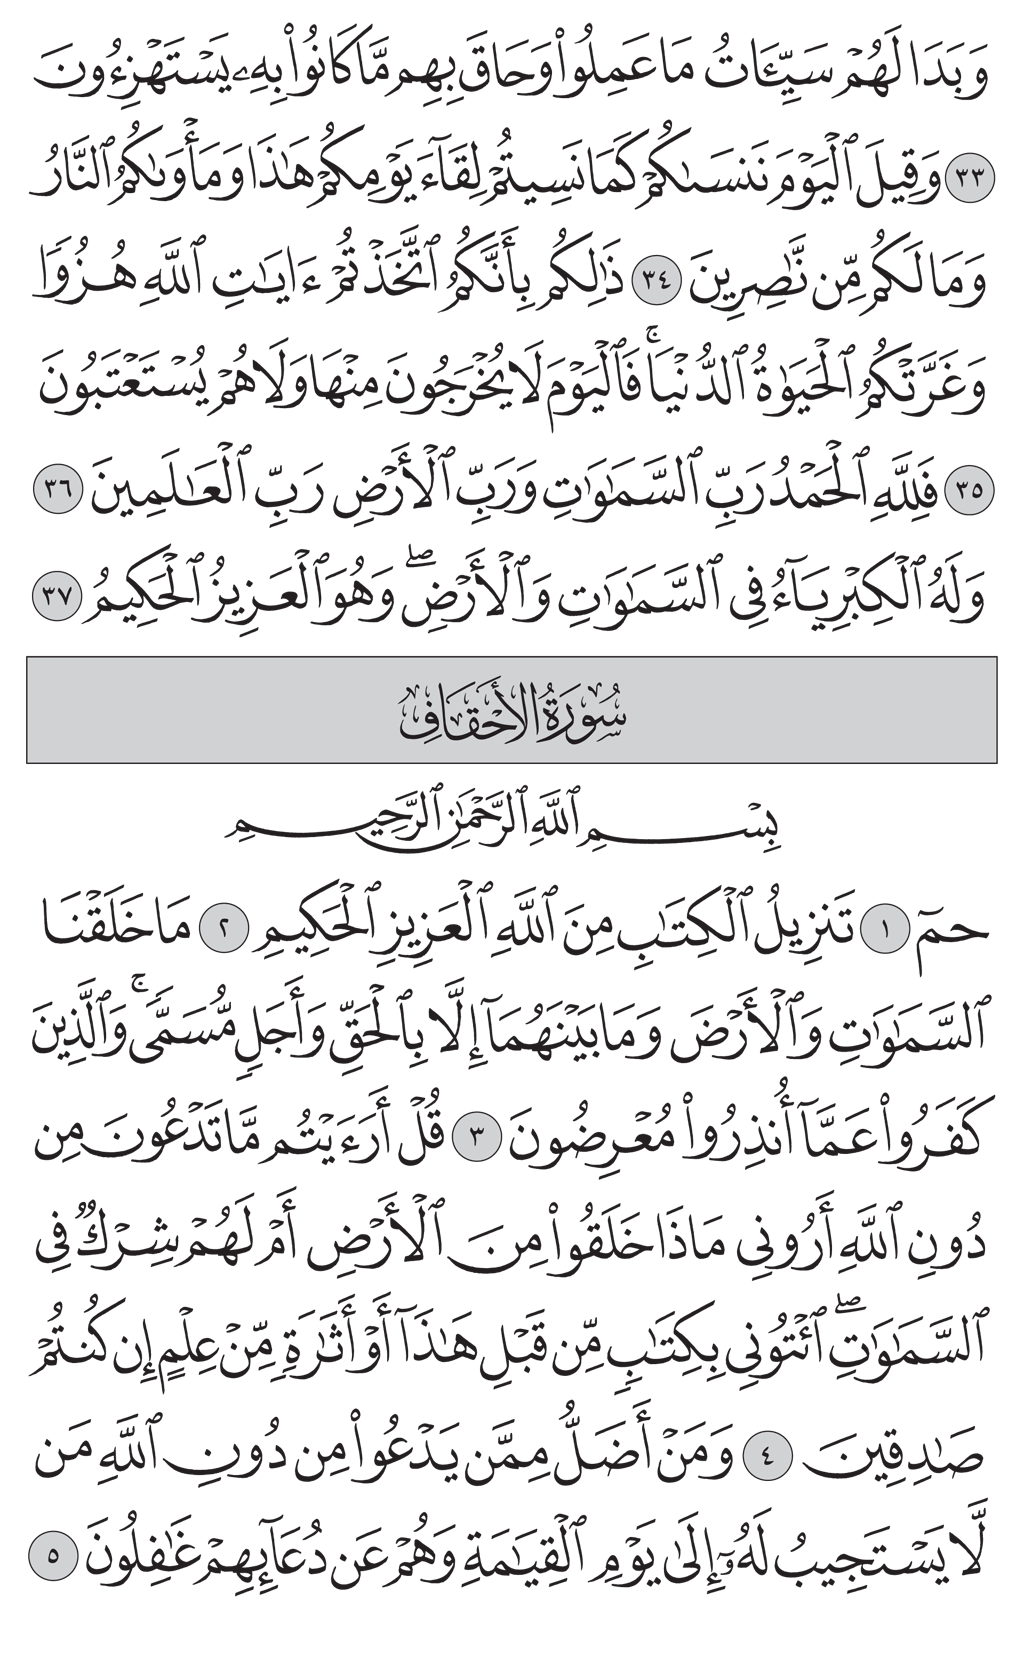 وَبَدَا لَهُمْ سَيِّـَٔاتُ مَا عَمِلُوا۟ وَحَاقَ بِهِم مَّا كَانُوا۟ بِهِۦ يَسْتَهْزِءُونَ
٣٣ وَقِيلَ ٱلْيَوْمَ نَنسَىٰكُمْ كَمَا نَسِيتُمْ لِقَآءَ يَوْمِكُمْ هَـٰذَا وَمَأْوَىٰكُمُ ٱلنَّارُ
وَمَا لَكُم مِّن نَّـٰصِرِينَ ٣٤ ذَٰلِكُم بِأَنَّكُمُ ٱتَّخَذْتُمْ ءَايَـٰتِ ٱللَّهِ هُزُوًا
وَغَرَّتْكُمُ ٱلْحَيَوٰةُ ٱلدُّنْيَا ۚ فَٱلْيَوْمَ لَا يُخْرَجُونَ مِنْهَا وَلَا هُمْ يُسْتَعْتَبُونَ
٣٥ فَلِلَّهِ ٱلْحَمْدُ رَبِّ ٱلسَّمَـٰوَٰتِ وَرَبِّ ٱلْأَرْضِ رَبِّ ٱلْعَـٰلَمِينَ ٣٦
وَلَهُ ٱلْكِبْرِيَآءُ فِى ٱلسَّمَـٰوَٰتِ وَٱلْأَرْضِ ۖ وَهُوَ ٱلْعَزِيزُ ٱلْحَكِيمُ ٣٧
سُورَةُ الأَحْقَافِ
بِسْمِ ٱللَّهِ ٱلرَّحْمَـٰنِ ٱلرَّحِيمِ
حمٓ ١ تَنزِيلُ ٱلْكِتَـٰبِ مِنَ ٱللَّهِ ٱلْعَزِيزِ ٱلْحَكِيمِ ٢ مَا خَلَقْنَا
ٱلسَّمَـٰوَٰتِ وَٱلْأَرْضَ وَمَا بَيْنَهُمَآ إِلَّا بِٱلْحَقِّ وَأَجَلٍ مُّسَمًّى ۚ وَٱلَّذِينَ
كَفَرُوا۟ عَمَّآ أُنذِرُوا۟ مُعْرِضُونَ ٣ قُلْ أَرَءَيْتُم مَّا تَدْعُونَ مِن
دُونِ ٱللَّهِ أَرُونِى مَاذَا خَلَقُوا۟ مِنَ ٱلْأَرْضِ أَمْ لَهُمْ شِرْكٌ فِى
ٱلسَّمَـٰوَٰتِ ۖ ٱئْتُونِى بِكِتَـٰبٍ مِّن قَبْلِ هَـٰذَآ أَوْ أَثَـٰرَةٍ مِّنْ عِلْمٍ إِن كُنتُمْ
صَـٰدِقِينَ ٤ وَمَنْ أَضَلُّ مِمَّن يَدْعُوا۟ مِن دُونِ ٱللَّهِ مَن
لَّا يَسْتَجِيبُ لَهُۥٓ إِلَىٰ يَوْمِ ٱلْقِيَـٰمَةِ وَهُمْ عَن دُعَآئِهِمْ غَـٰفِلُونَ ٥